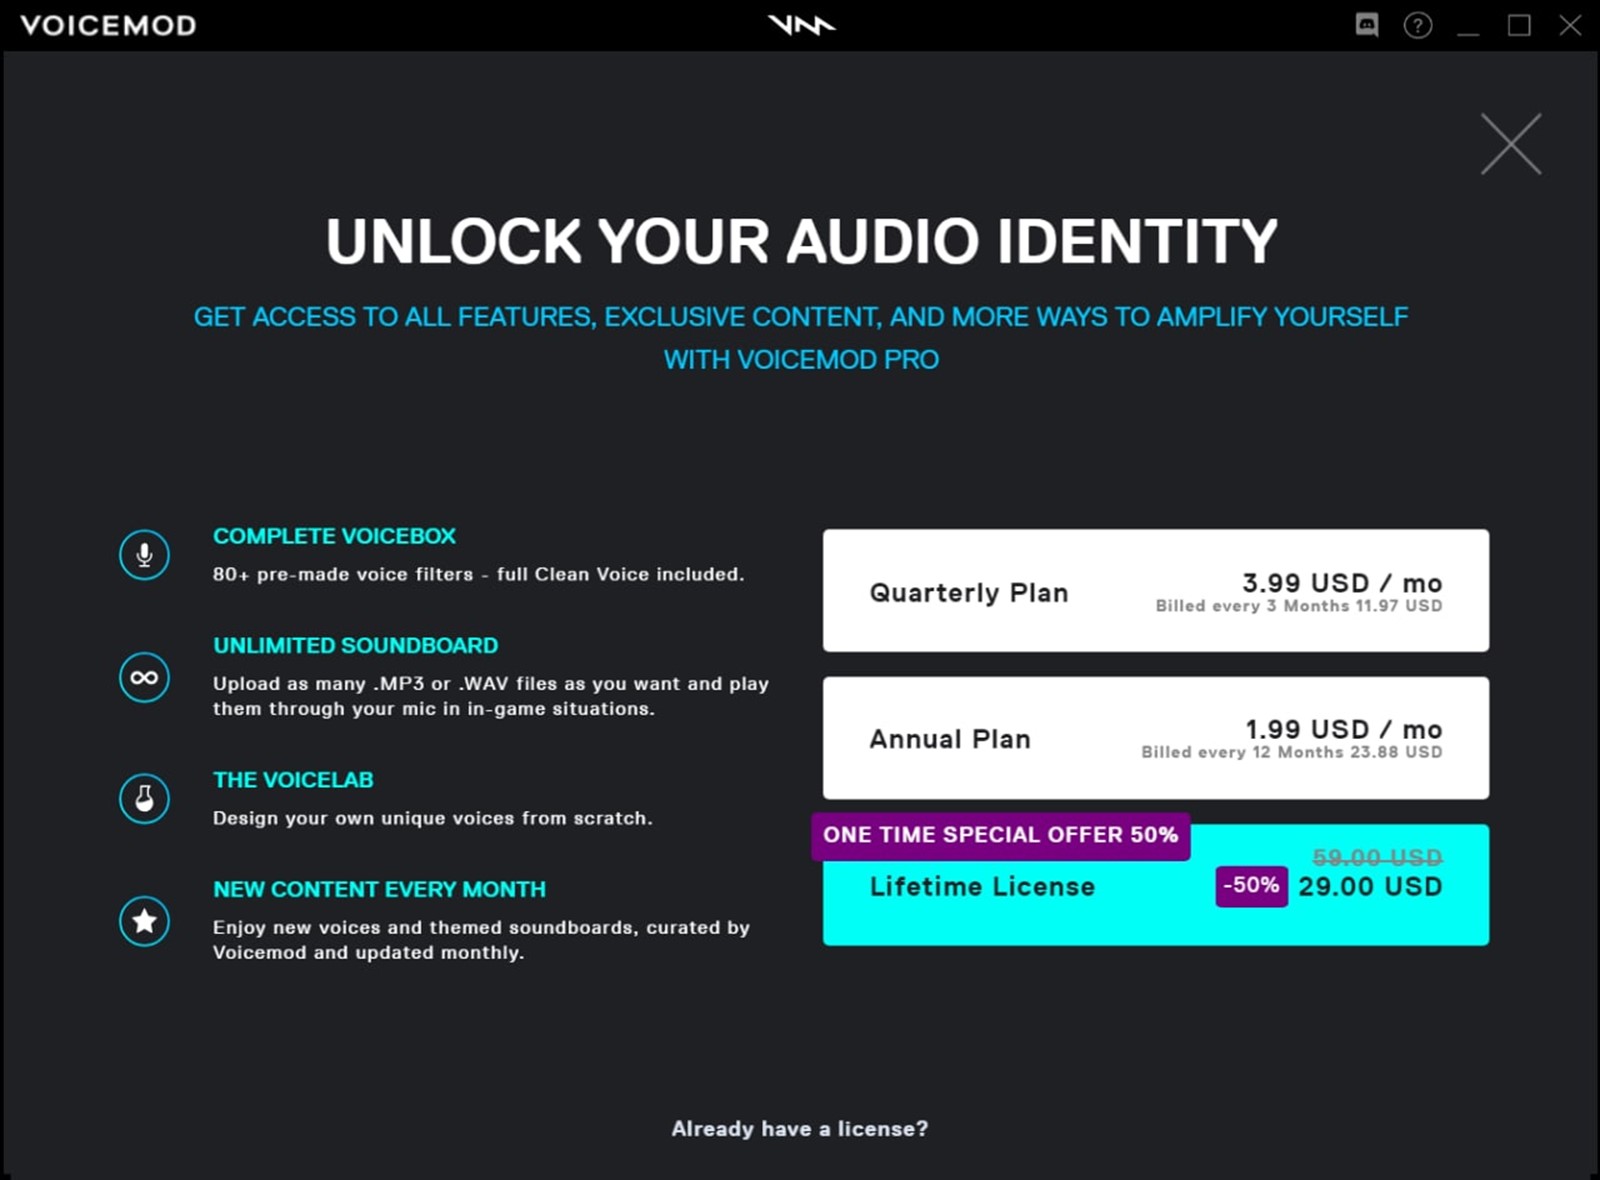 VOICEMOD
UNLOCK YOUR AUDIO IDENTITY
GET ACCESS TO ALL FEATURES, EXCLUSIVE CONTENT, AND MORE WAYS TO AMPLIFY YOURSELF
WITH VOICEMOD PRO
COMPLETE VOICEBOX
80+ pre-made voice filters - full Clean Voice included.
UNLIMITED SOUNDBOARD
Upload as many .MP3 or .WAV files as you want and play
them through your mic in in-game situations.
THE VOICELAB
Design your own unique voices from scratch.
NEW CONTENT EVERY MONTH
Enjoy new voices and themed soundboards, curated by
Voicemod and updated monthly.
Quarterly Plan
3.99 USD / mo
Billed every 3 Months 11.97 USD
Annual Plan
1.99 USD / mo
Billed every 12 Months 23.88 USD
ONE TIME SPECIAL OFFER 50%
59.00 USD
Lifetime License
-50% 29.00 USD
Already have a license?